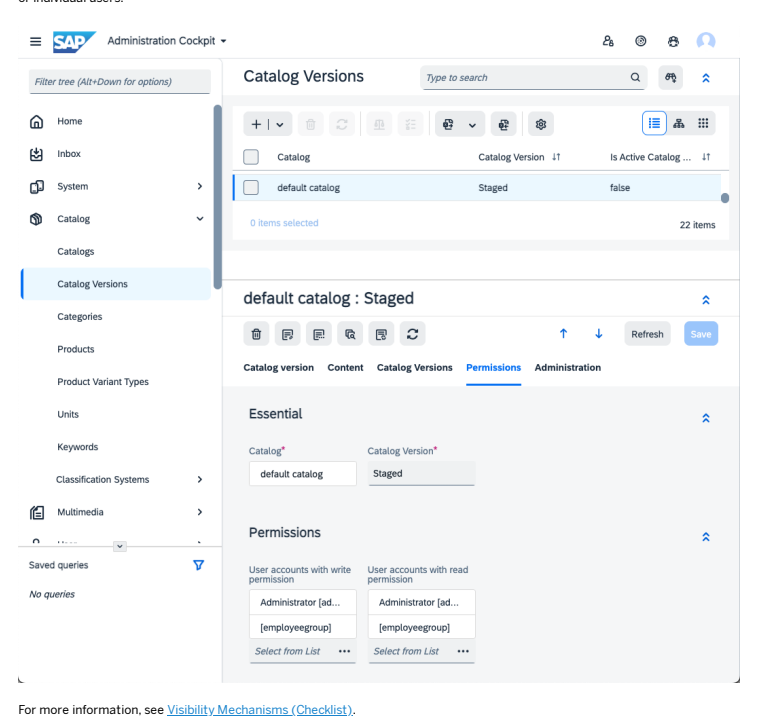 or individual users.
SAP Administration Cockpit
Filter tree (Alt+Down for options)
Home
Inbox
System
Catalog
Catalogs
Catalog Versions
Categories
Products
Product Variant Types
Units
Keywords
Classification Systems
Multimedia
Saved queries
No queries
Catalog Versions
Type to search
Catalog Catalog Version Is Active Catalog ...
default catalog Staged false
0 items selected 22 items
default catalog : Staged
Refresh Save
Catalog version Content Catalog Versions Permissions Administration
Essential
Catalog* Catalog Version*
default catalog Staged
Permissions
User accounts with write permission
User accounts with read permission
Administrator [ad... Administrator [ad...
[employeegroup] [employeegroup]
Select from List ••• Select from List •••
For more information, see Visibility Mechanisms (Checklist).